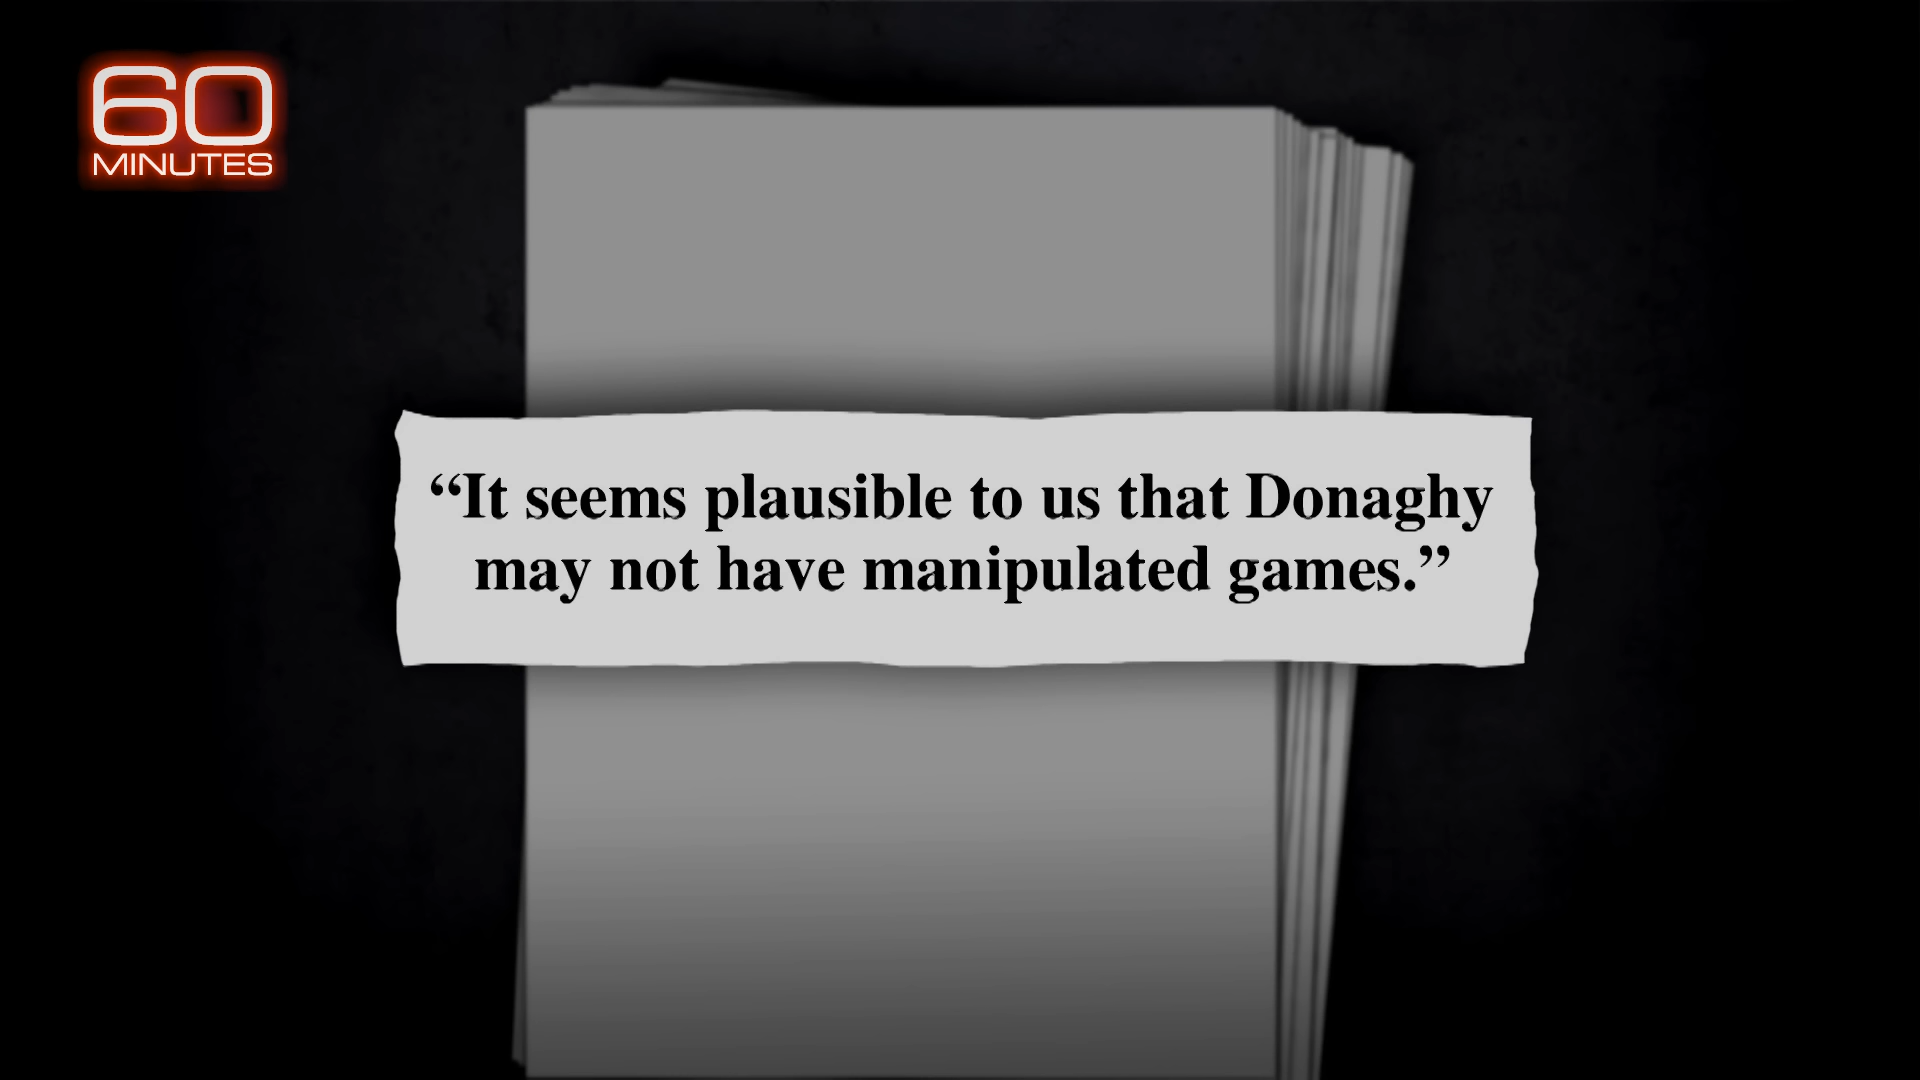 60
MINUTES
“It seems plausible to us that Donaghy
may not have manipulated games.”